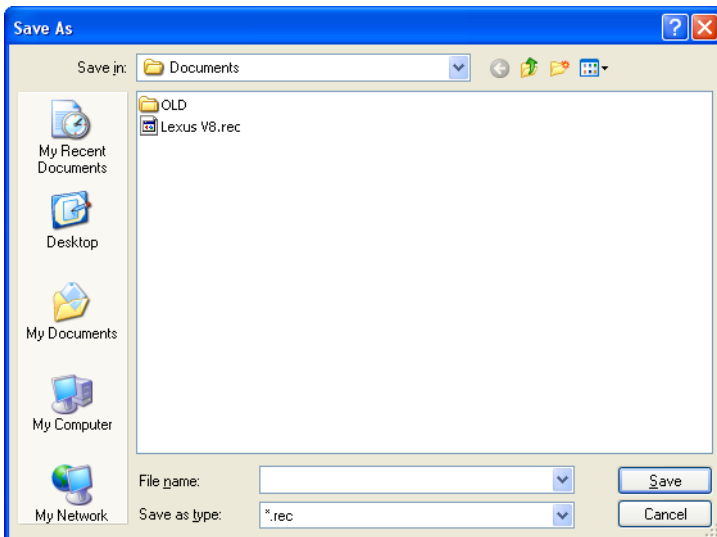 Save As
Save in: Documents
OLD
Lexus V8.rec
My Recent
Documents
Desktop
My Documents
My Computer
My Network
File name:
Save
Save as type: *.rec
Cancel